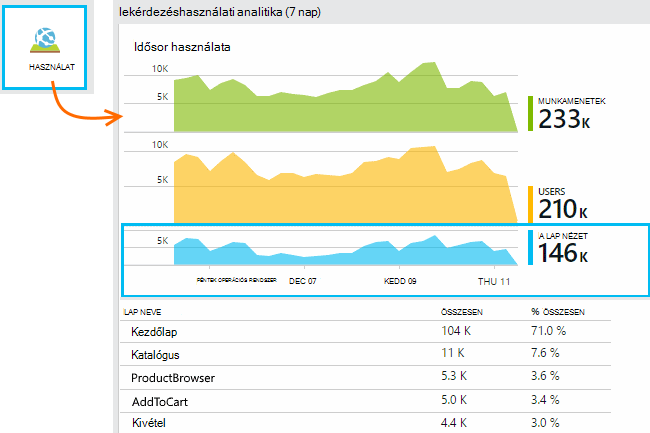 lekérdezéshasználati analitika (7 nap)
HASZNÁLAT
Idősor használata
10K
5K
MUNKAMENETEK
233K
10K
5K
USERS
210K
5K
A LAP NÉZET
146K
PÉNTEK OPERÁCIÓS RENDSZER DEC 07 KEDD 09 THU 11
LAP NEVE ÖSSZESEN % ÖSSZESEN
Kezdőlap 104 K 71.0 %
Katalógus 11 K 7.6 %
ProductBrowser 5.3 K 3.6 %
AddToCart 5.0 K 3.4 %
Kivétel 4.4 K 3.0 %